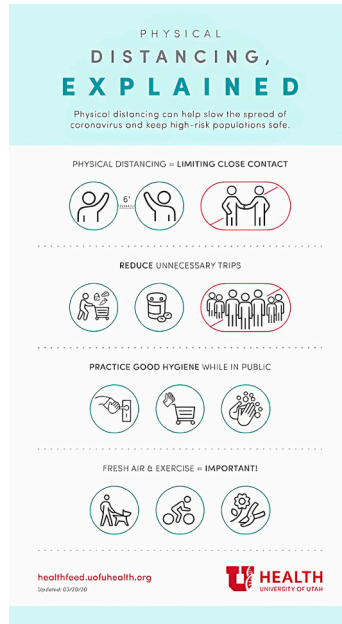 PHYSICAL
DISTANCING,
EXPLAINED
Physical distancing can help slow the spread of
coronavirus and keep high-risk populations safe.
PHYSICAL DISTANCING = LIMITING CLOSE CONTACT
6'
REDUCE UNNECESSARY TRIPS
PRACTICE GOOD HYGIENE WHILE IN PUBLIC
FRESH AIR & EXERCISE = IMPORTANT!
healthfeed.uofuhealth.org
Updated: 03/20/20
U HEALTH
UNIVERSITY OF UTAH